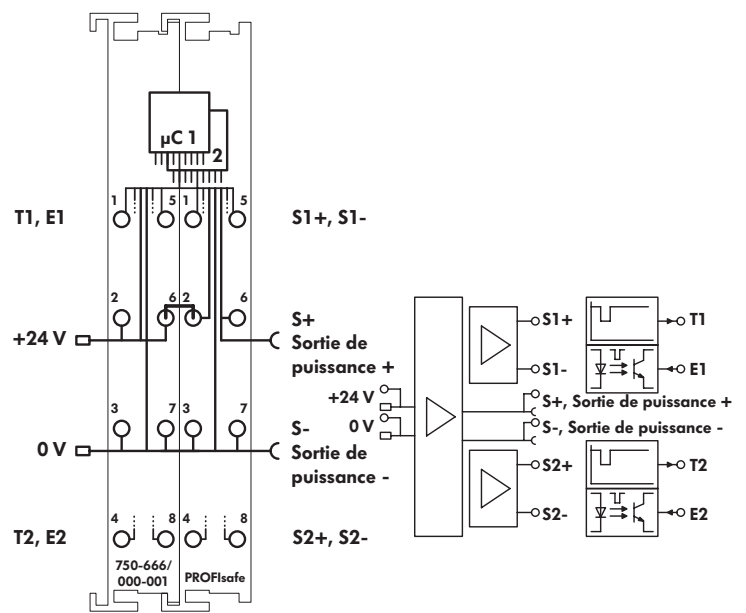 µC 1
2
1 5 1 5
T1, E1
S1+, S1-
2 6 2 6
+24 V
S+
Sortie de
puissance +
3 7 3 7
0 V
S-
Sortie de
puissance -
4 8 4 8
T2, E2
S2+, S2-
750-666/
000-001
PROFIsafe
S1+
T1
S1-
E1
+24 V
S+, Sortie de puissance +
0 V
S-, Sortie de puissance -
S2+
T2
S2-
E2